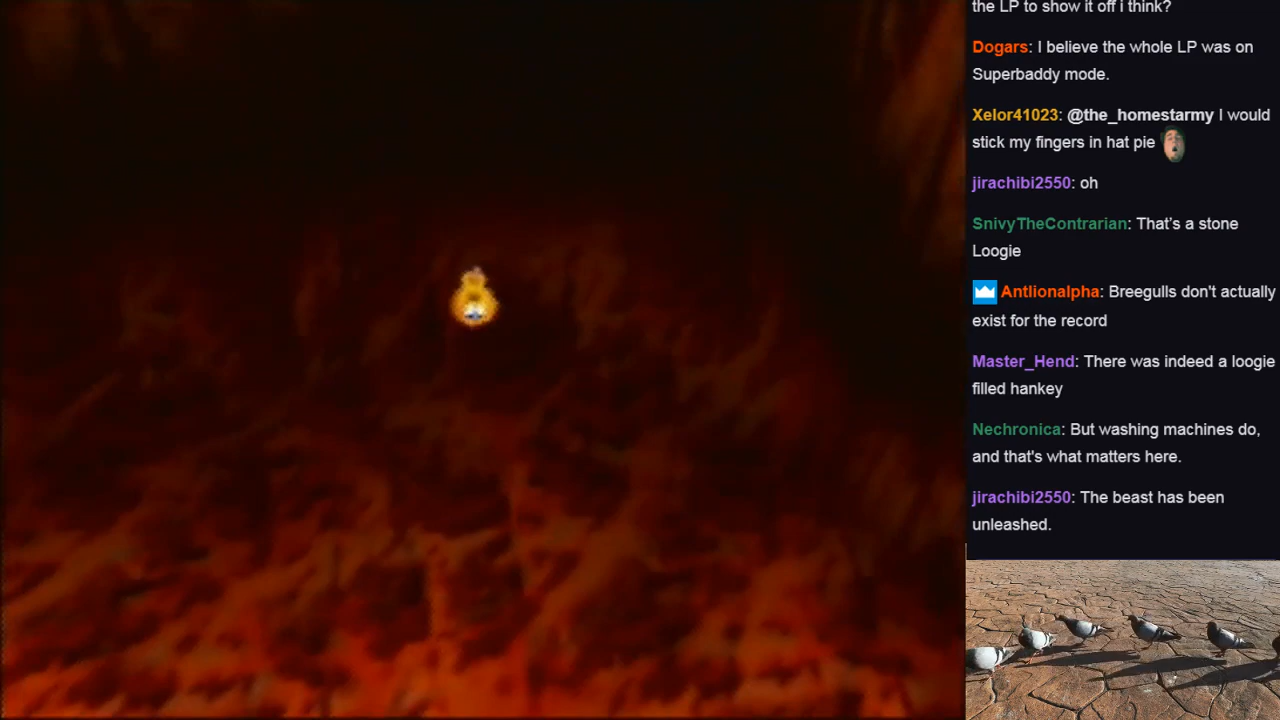 the LP to show it off i think?
Dogars: I believe the whole LP was on
Superbaddy mode.
Xelor41023: @the_homestarmy I would
stick my fingers in hat pie
jirachibi2550: oh
SnivyTheContrarian: That's a stone
Loogie
Antlionalpha: Breegulls don't actually
exist for the record
Master_Hend: There was indeed a loogie
filled hankey
Nechronica: But washing machines do,
and that's what matters here.
jirachibi2550: The beast has been
unleashed.